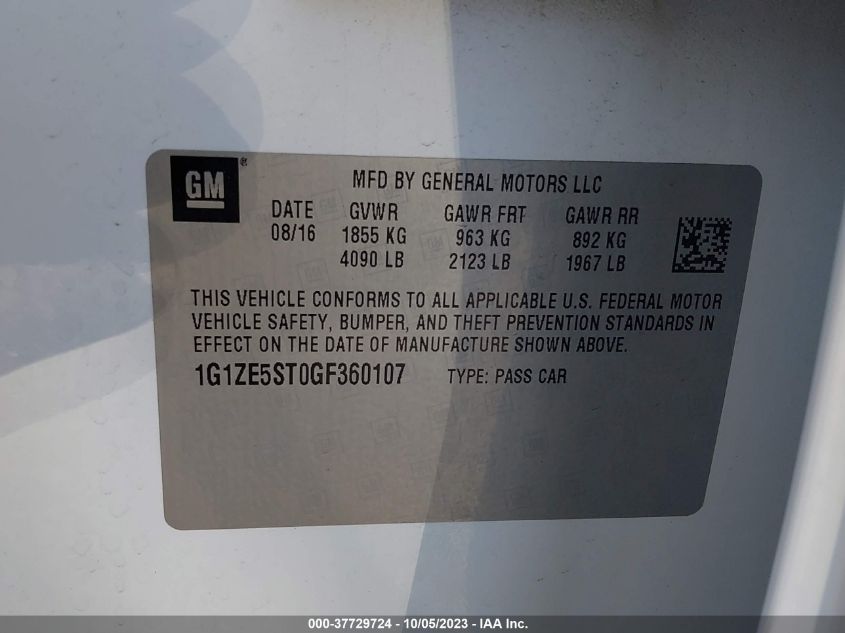 GM ®
MFD BY GENERAL MOTORS LLC
DATE GVWR GAWR FRT GAWR RR
08/16 1855 KG 963 KG 892 KG
4090 LB 2123 LB 1967 LB
THIS VEHICLE CONFORMS TO ALL APPLICABLE U.S. FEDERAL MOTOR
VEHICLE SAFETY, BUMPER, AND THEFT PREVENTION STANDARDS IN
EFFECT ON THE DATE OF MANUFACTURE SHOWN ABOVE.
1G1ZE5ST0GF360107 TYPE: PASS CAR
000-37729724 - 10/05/2023 - IAA Inc.